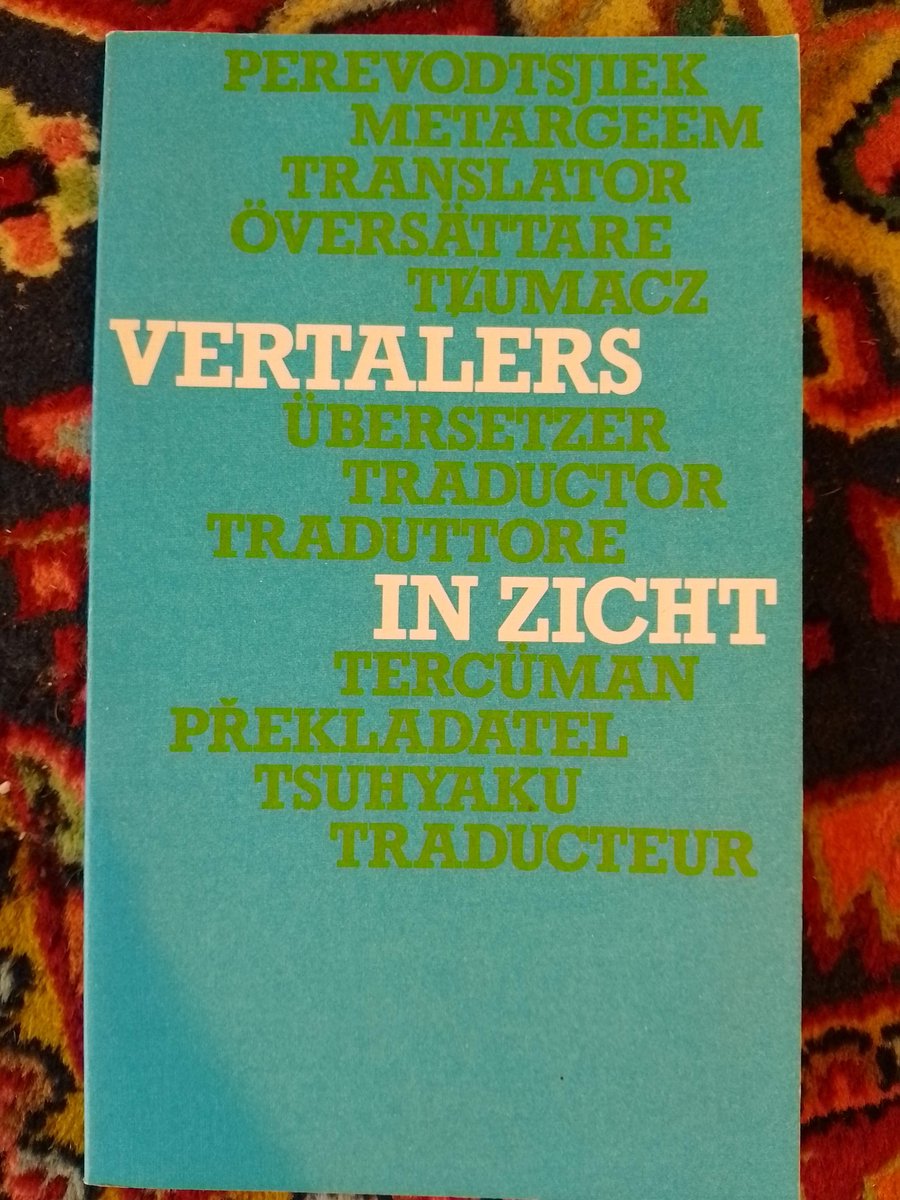 PEREVODTSJIEK
METARGEEM
TRANSLATOR
ÖVERSÄTTARE
TŁUMACZ
VERTALERS
ÜBERSETZER
TRADUCTOR
TRADUTTORE
IN ZICHT
TERCÜMAN
PŘEKLADATEL
TSUHYAKU
TRADUCTEUR